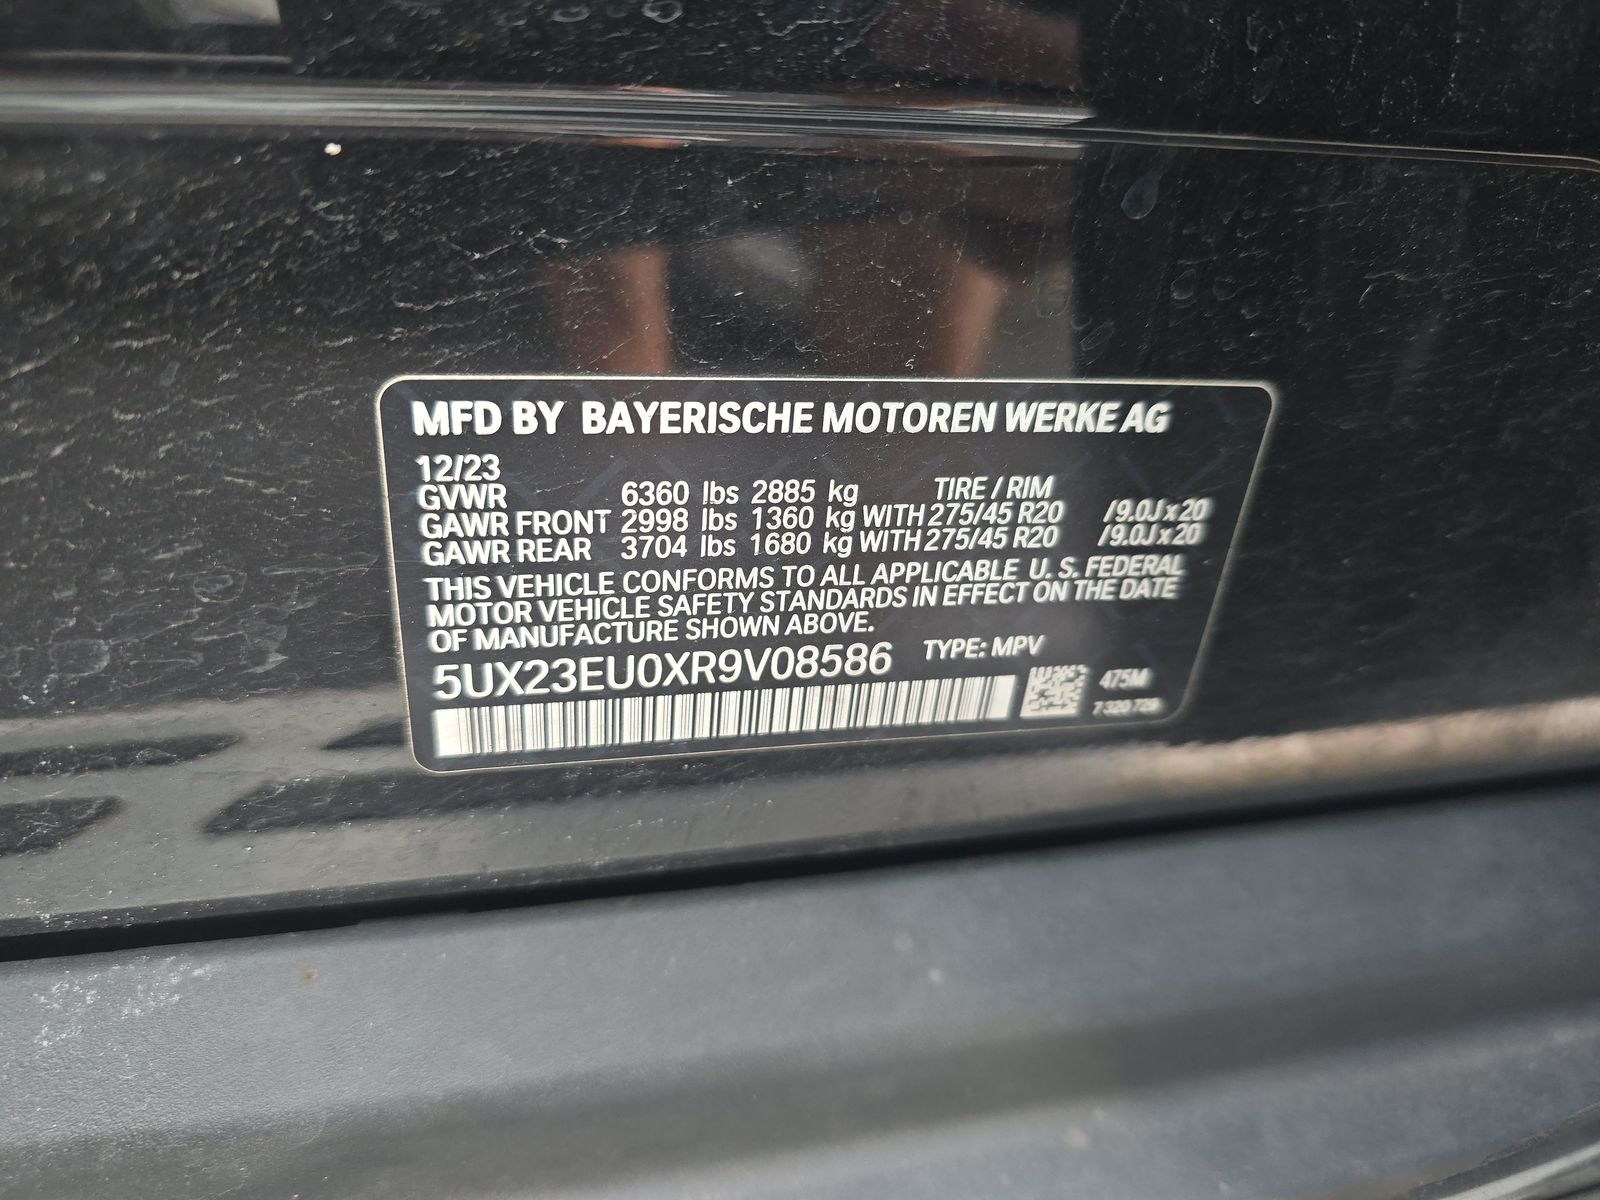 MFD BY BAYERISCHE MOTOREN WERKE AG
12/23
GVWR 6360 lbs 2885 kg TIRE / RIM
GAWR FRONT 2998 lbs 1360 kg WITH 275/45 R20 /9.0J x 20
GAWR REAR 3704 lbs 1680 kg WITH 275/45 R20 /9.0J x 20
THIS VEHICLE CONFORMS TO ALL APPLICABLE U. S. FEDERAL
MOTOR VEHICLE SAFETY STANDARDS IN EFFECT ON THE DATE
OF MANUFACTURE SHOWN ABOVE.
5UX23EU0XR9V08586 TYPE: MPV
475M
7 320 729